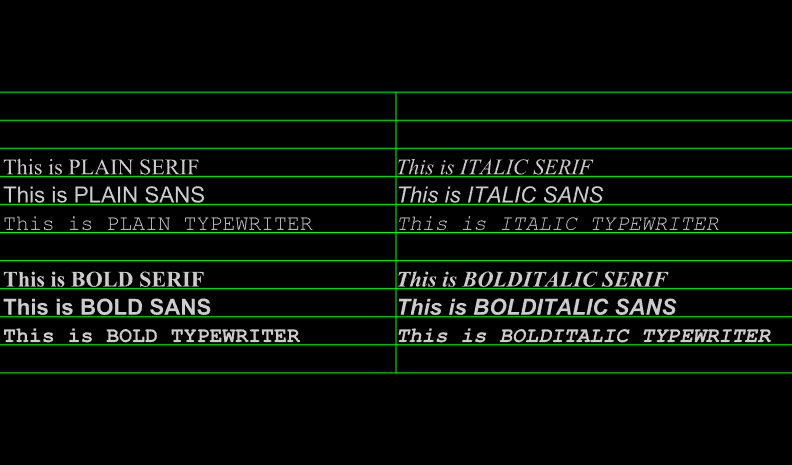 This is PLAIN SERIF
This is ITALIC SERIF
This is PLAIN SANS
This is ITALIC SANS
This is PLAIN TYPEWRITER
This is ITALIC TYPEWRITER
This is BOLD SERIF
This is BOLDITALIC SERIF
This is BOLD SANS
This is BOLDITALIC SANS
This is BOLD TYPEWRITER
This is BOLDITALIC TYPEWRITER